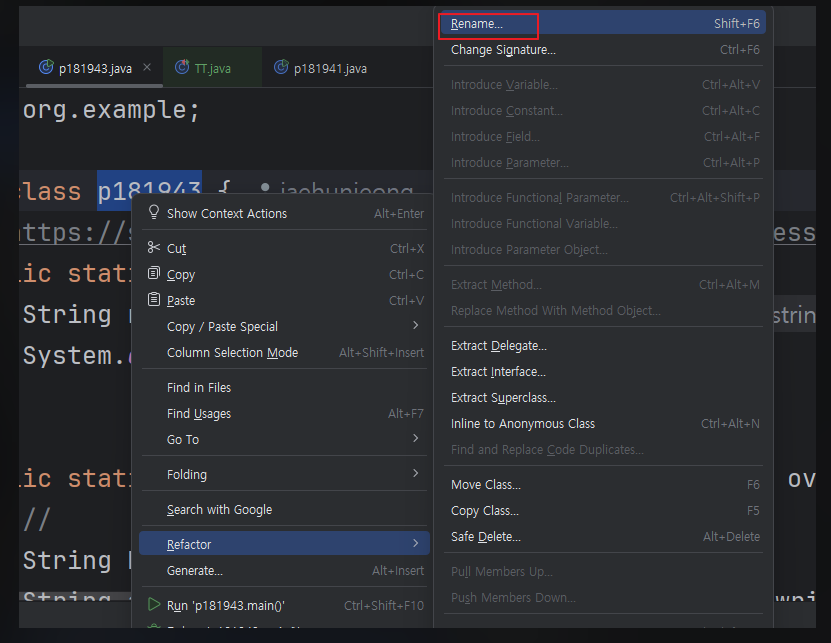 p181943.java
TT.java
p181941.java
org.example;
class p181943 { jaehunjeong
ttps://
ess
ic stati
String
strin
System.
ic stati
ov
//
String
String
Show Context Actions Alt+Enter
Cut Ctrl+X
Copy Ctrl+C
Paste Ctrl+V
Copy / Paste Special
Column Selection Mode Alt+Shift+Insert
Find in Files
Find Usages Alt+F7
Go To
Folding
Search with Google
Refactor
Generate... Alt+Insert
Run 'p181943.main()' Ctrl+Shift+F10
Rename... Shift+F6
Change Signature... Ctrl+F6
Introduce Variable... Ctrl+Alt+V
Introduce Constant... Ctrl+Alt+C
Introduce Field... Ctrl+Alt+F
Introduce Parameter... Ctrl+Alt+P
Introduce Functional Parameter... Ctrl+Alt+Shift+P
Introduce Functional Variable...
Introduce Parameter Object...
Extract Method... Ctrl+Alt+M
Replace Method With Method Object...
Extract Delegate...
Extract Interface...
Extract Superclass...
Inline to Anonymous Class Ctrl+Alt+N
Find and Replace Code Duplicates...
Move Class... F6
Copy Class... F5
Safe Delete... Alt+Delete
Pull Members Up...
Push Members Down...